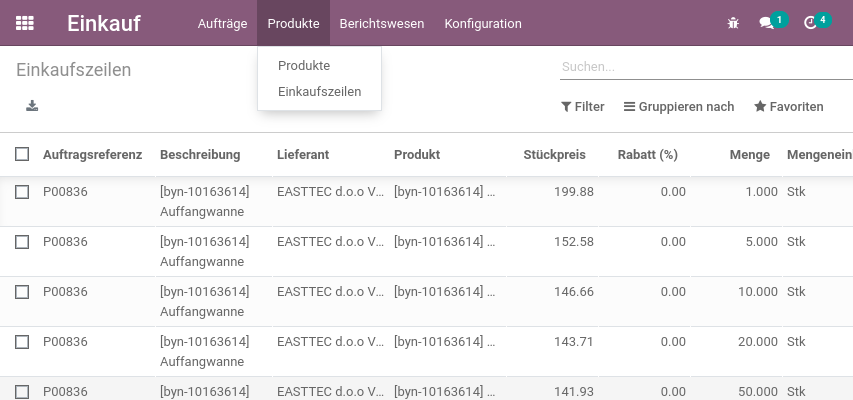 Einkauf Aufträge Produkte Berichtswesen Konfiguration 1 4
Produkte
Einkaufszeilen
Einkaufszeilen
Suchen...
Filter Gruppieren nach Favoriten
Auftragsreferenz Beschreibung Lieferant Produkt Stückpreis Rabatt (%) Menge Mengenein
P00836 [byn-10163614] EASTTEC d.o.o V... [byn-10163614] ... 199.88 0.00 1.000 Stk
Auffangwanne
P00836 [byn-10163614] EASTTEC d.o.o V... [byn-10163614] ... 152.58 0.00 5.000 Stk
Auffangwanne
P00836 [byn-10163614] EASTTEC d.o.o V... [byn-10163614] ... 146.66 0.00 10.000 Stk
Auffangwanne
P00836 [byn-10163614] EASTTEC d.o.o V... [byn-10163614] ... 143.71 0.00 20.000 Stk
Auffangwanne
P00836 [byn-10163614] EASTTEC d.o.o V... [byn-10163614] ... 141.93 0.00 50.000 Stk